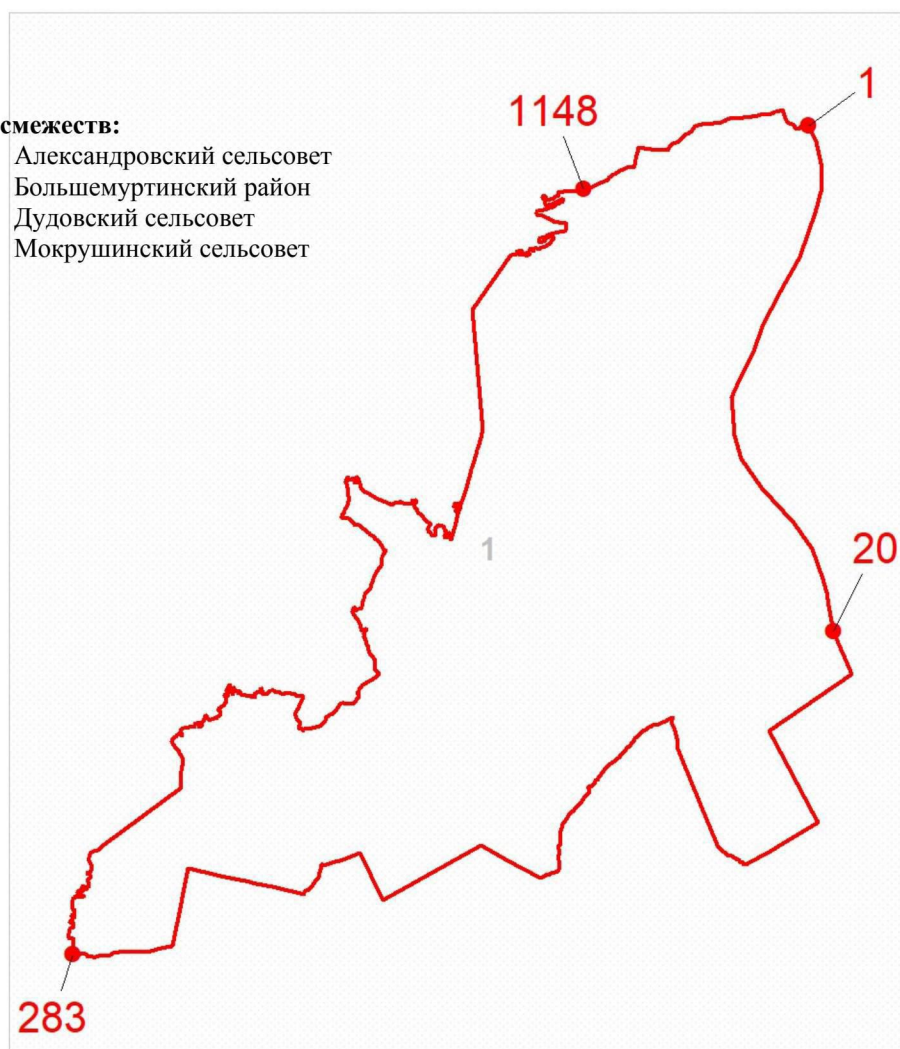 1
1148
смежеств:
Александровский сельсовет
Большемуртинский район
Дудовский сельсовет
Мокрушинский сельсовет
1
20
283